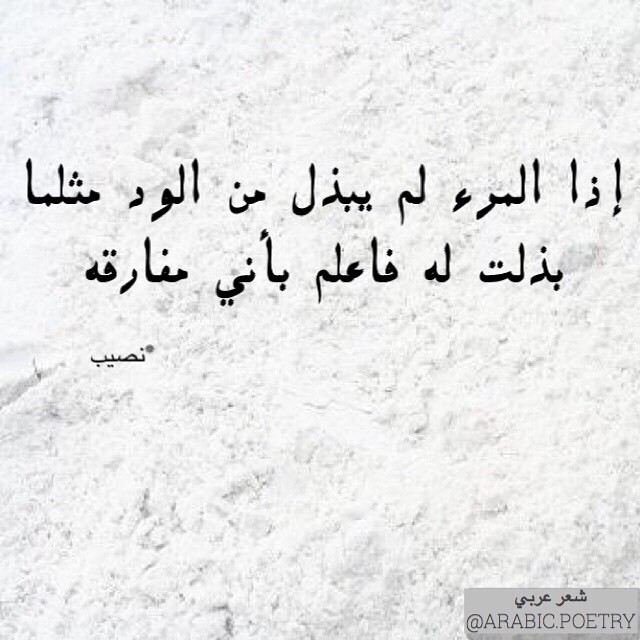 إذا المرء لم يبذل من الود مثلما
بذلت له فاعلم بأني مفارقه
*نصيب
شعر عربي
@ARABIC.POETRY